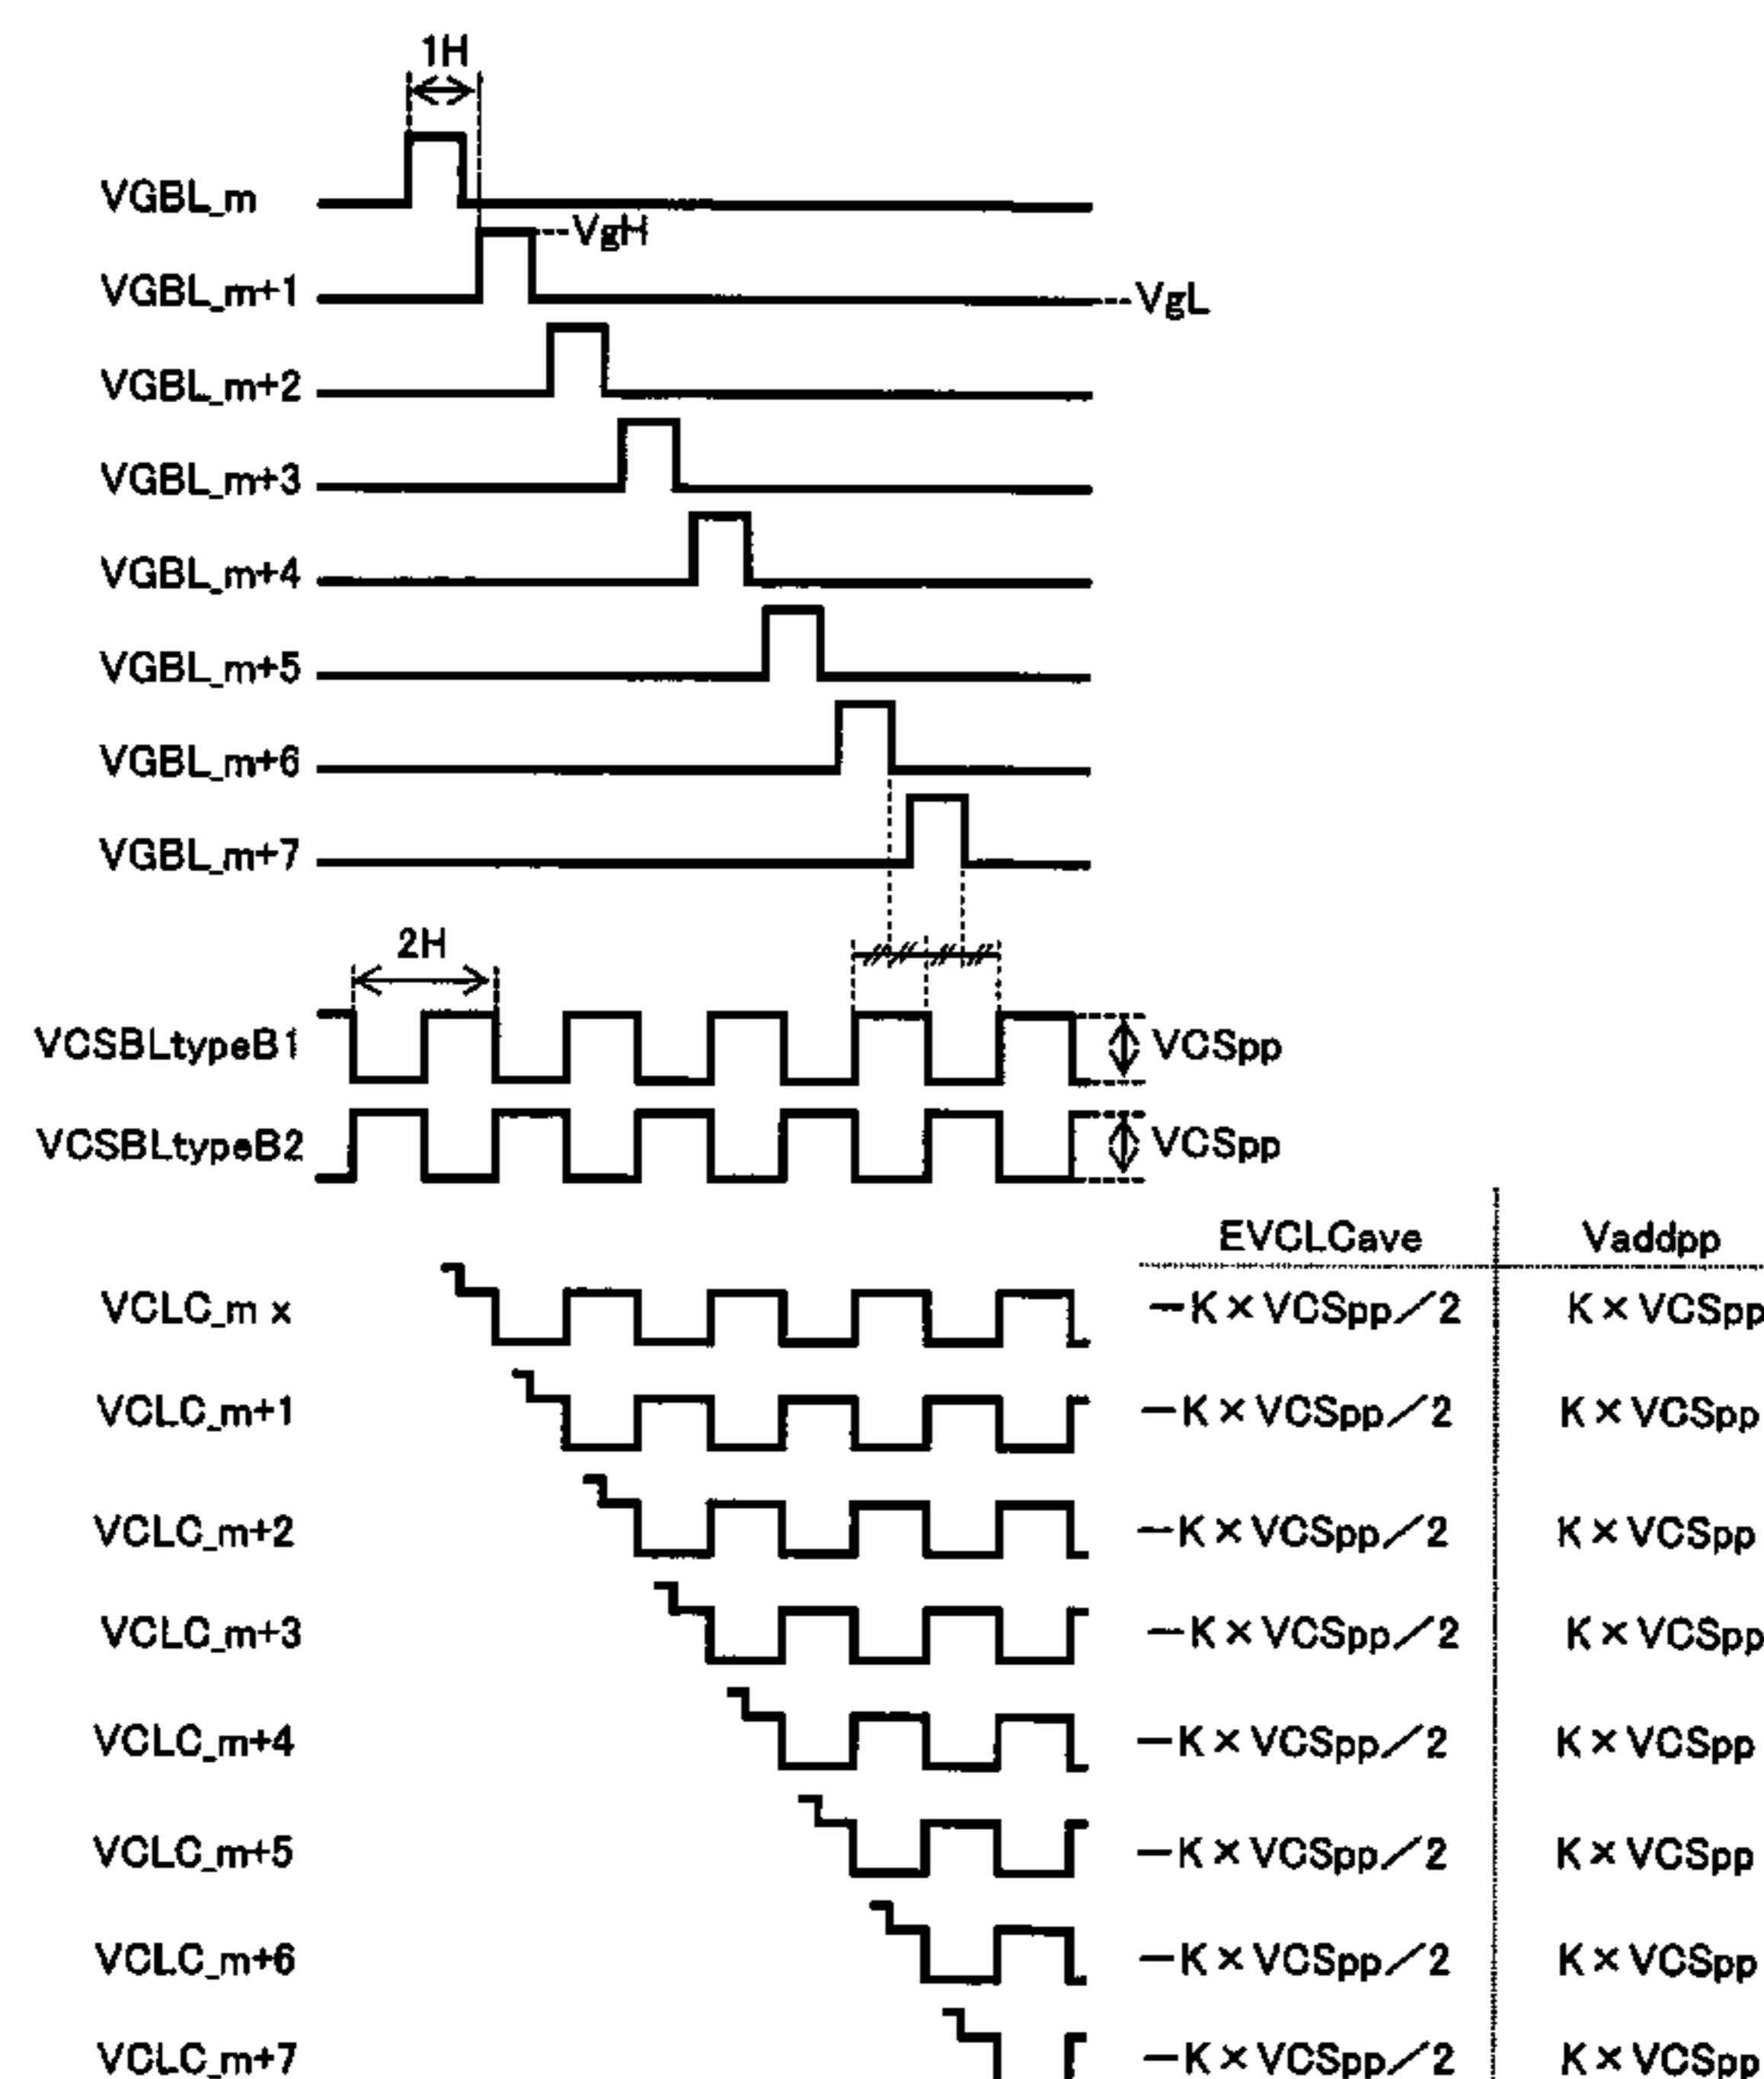 1H
VGBL_m
VgH
VGBL_m+1
VgL
VGBL_m+2
VGBL_m+3
VGBL_m+4
VGBL_m+5
VGBL_m+6
VGBL_m+7
2H
VCSBLtypeB1
VCSpp
VCSBLtypeB2
VCSpp
EVCLCave Vaddpp
VCLC_m x −K×VCSpp/2 K×VCSpp
VCLC_m+1 −K×VCSpp/2 K×VCSpp
VCLC_m+2 −K×VCSpp/2 K×VCSpp
VCLC_m+3 −K×VCSpp/2 K×VCSpp
VCLC_m+4 −K×VCSpp/2 K×VCSpp
VCLC_m+5 −K×VCSpp/2 K×VCSpp
VCLC_m+6 −K×VCSpp/2 K×VCSpp
VCLC_m+7 −K×VCSpp/2 K×VCSpp